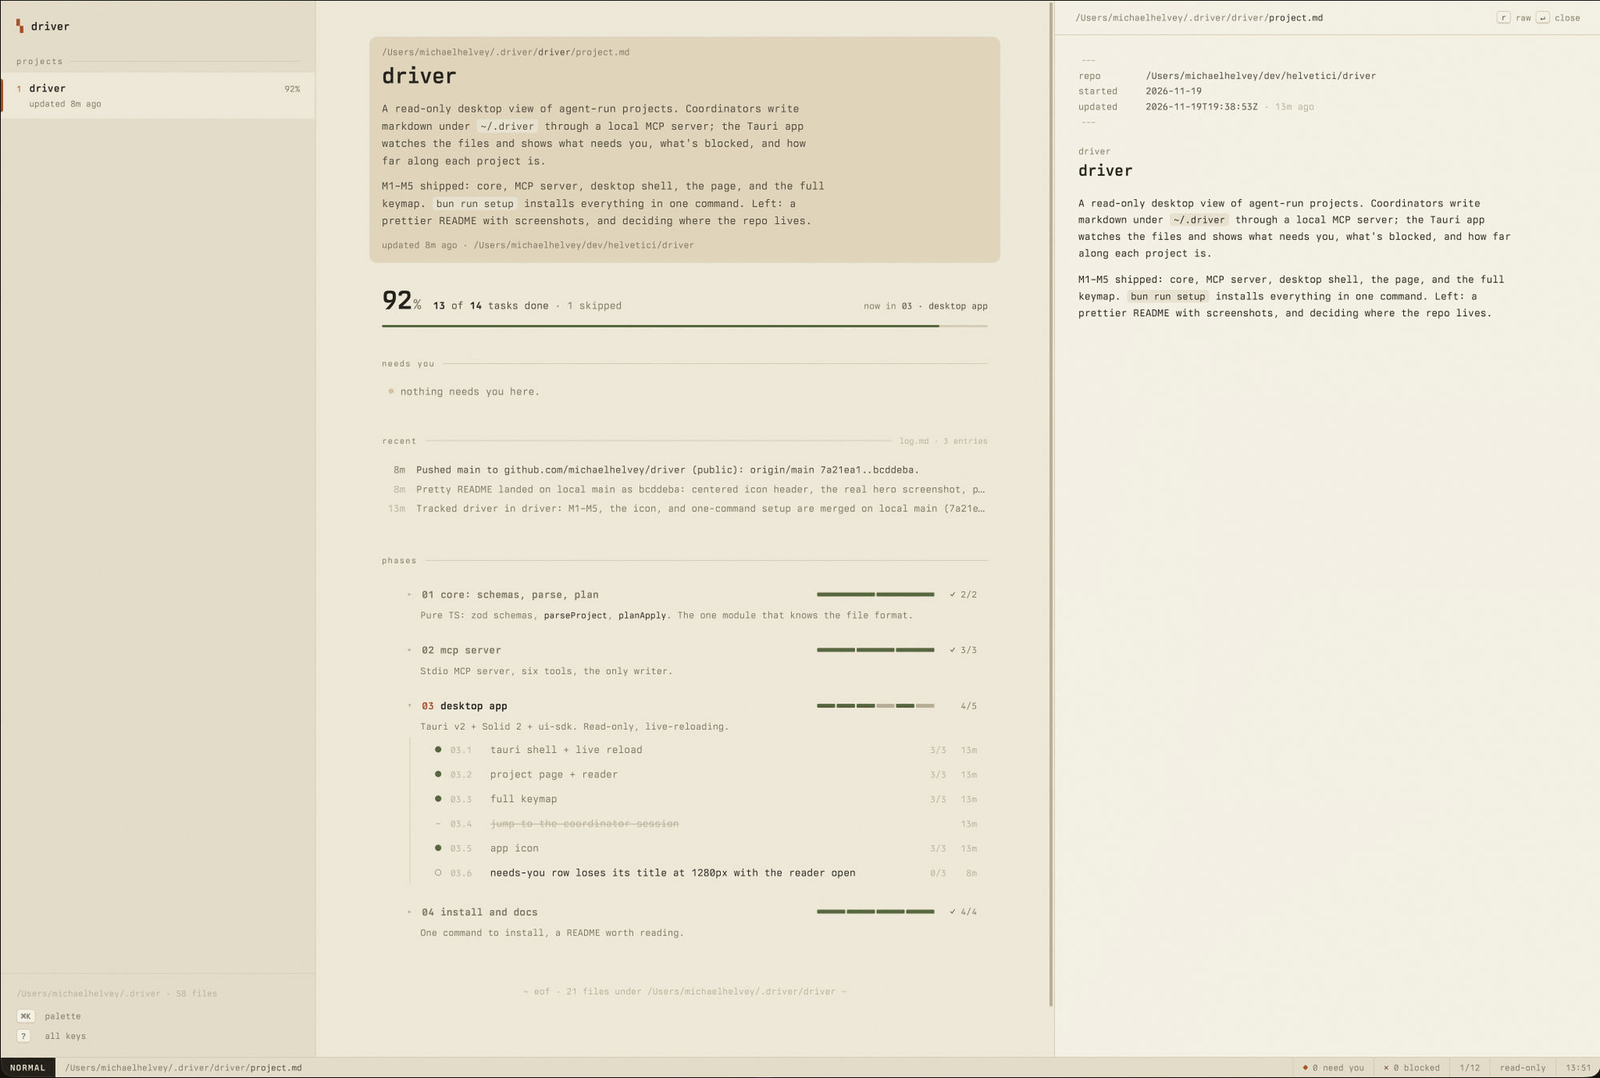 driver
projects
1 driver 92%
updated 8m ago
/Users/michaelhelvey/.driver · 58 files
⌘K palette
? all keys
/Users/michaelhelvey/.driver/driver/project.md
driver
A read-only desktop view of agent-run projects. Coordinators write
markdown under ~/.driver through a local MCP server; the Tauri app
watches the files and shows what needs you, what's blocked, and how
far along each project is.
M1–M5 shipped: core, MCP server, desktop shell, the page, and the full
keymap. bun run setup installs everything in one command. Left: a
prettier README with screenshots, and deciding where the repo lives.
updated 8m ago · /Users/michaelhelvey/dev/helvetici/driver
92% 13 of 14 tasks done · 1 skipped now in 03 · desktop app
needs you
nothing needs you here.
recent log.md · 3 entries
8m Pushed main to github.com/michaelhelvey/driver (public): origin/main 7a21ea1..bcddeba.
8m Pretty README landed on local main as bcddeba: centered icon header, the real hero screenshot, p…
13m Tracked driver in driver: M1–M5, the icon, and one-command setup are merged on local main (7a21e…
phases
01 core: schemas, parse, plan ✓ 2/2
Pure TS: zod schemas, parseProject, planApply. The one module that knows the file format.
02 mcp server ✓ 3/3
Stdio MCP server, six tools, the only writer.
03 desktop app 4/5
Tauri v2 + Solid 2 + ui-sdk. Read-only, live-reloading.
03.1 tauri shell + live reload 3/3 13m
03.2 project page + reader 3/3 13m
03.3 full keymap 3/3 13m
03.4 jump to the coordinator session 13m
03.5 app icon 3/3 13m
03.6 needs-you row loses its title at 1280px with the reader open 0/3 8m
04 install and docs ✓ 4/4
One command to install, a README worth reading.
~ eof · 21 files under /Users/michaelhelvey/.driver/driver ~
/Users/michaelhelvey/.driver/driver/project.md r raw ↵ close
---
repo /Users/michaelhelvey/dev/helvetici/driver
started 2026-11-19
updated 2026-11-19T19:38:53Z · 13m ago
---
driver
driver
A read-only desktop view of agent-run projects. Coordinators write
markdown under ~/.driver through a local MCP server; the Tauri app
watches the files and shows what needs you, what's blocked, and how far
along each project is.
M1–M5 shipped: core, MCP server, desktop shell, the page, and the full
keymap. bun run setup installs everything in one command. Left: a
prettier README with screenshots, and deciding where the repo lives.
NORMAL /Users/michaelhelvey/.driver/driver/project.md ◆ 0 need you × 0 blocked 1/12 read-only 13:51